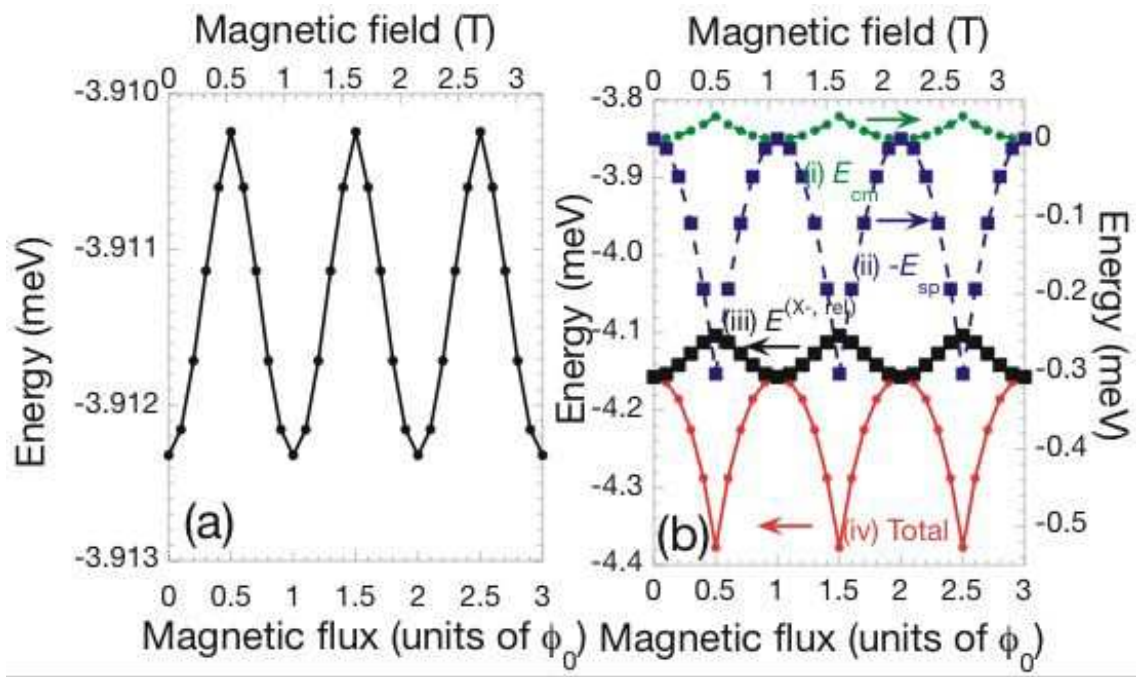 Magnetic field (T)
0 0.5 1 1.5 2 2.5 3
-3.910
-3.911
-3.912
-3.913
Energy (meV)
(a)
0 0.5 1 1.5 2 2.5 3
Magnetic flux (units of ϕ0)
Magnetic field (T)
0 0.5 1 1.5 2 2.5 3
-3.8
-3.9
-4.0
-4.1
-4.2
-4.3
-4.4
Energy (meV)
(i) Ecm
(ii) -Esp
(iii) E(X-, rel)
(iv) Total
(b)
0
-0.1
-0.2
-0.3
-0.4
-0.5
Energy (meV)
0 0.5 1 1.5 2 2.5 3
Magnetic flux (units of ϕ0)